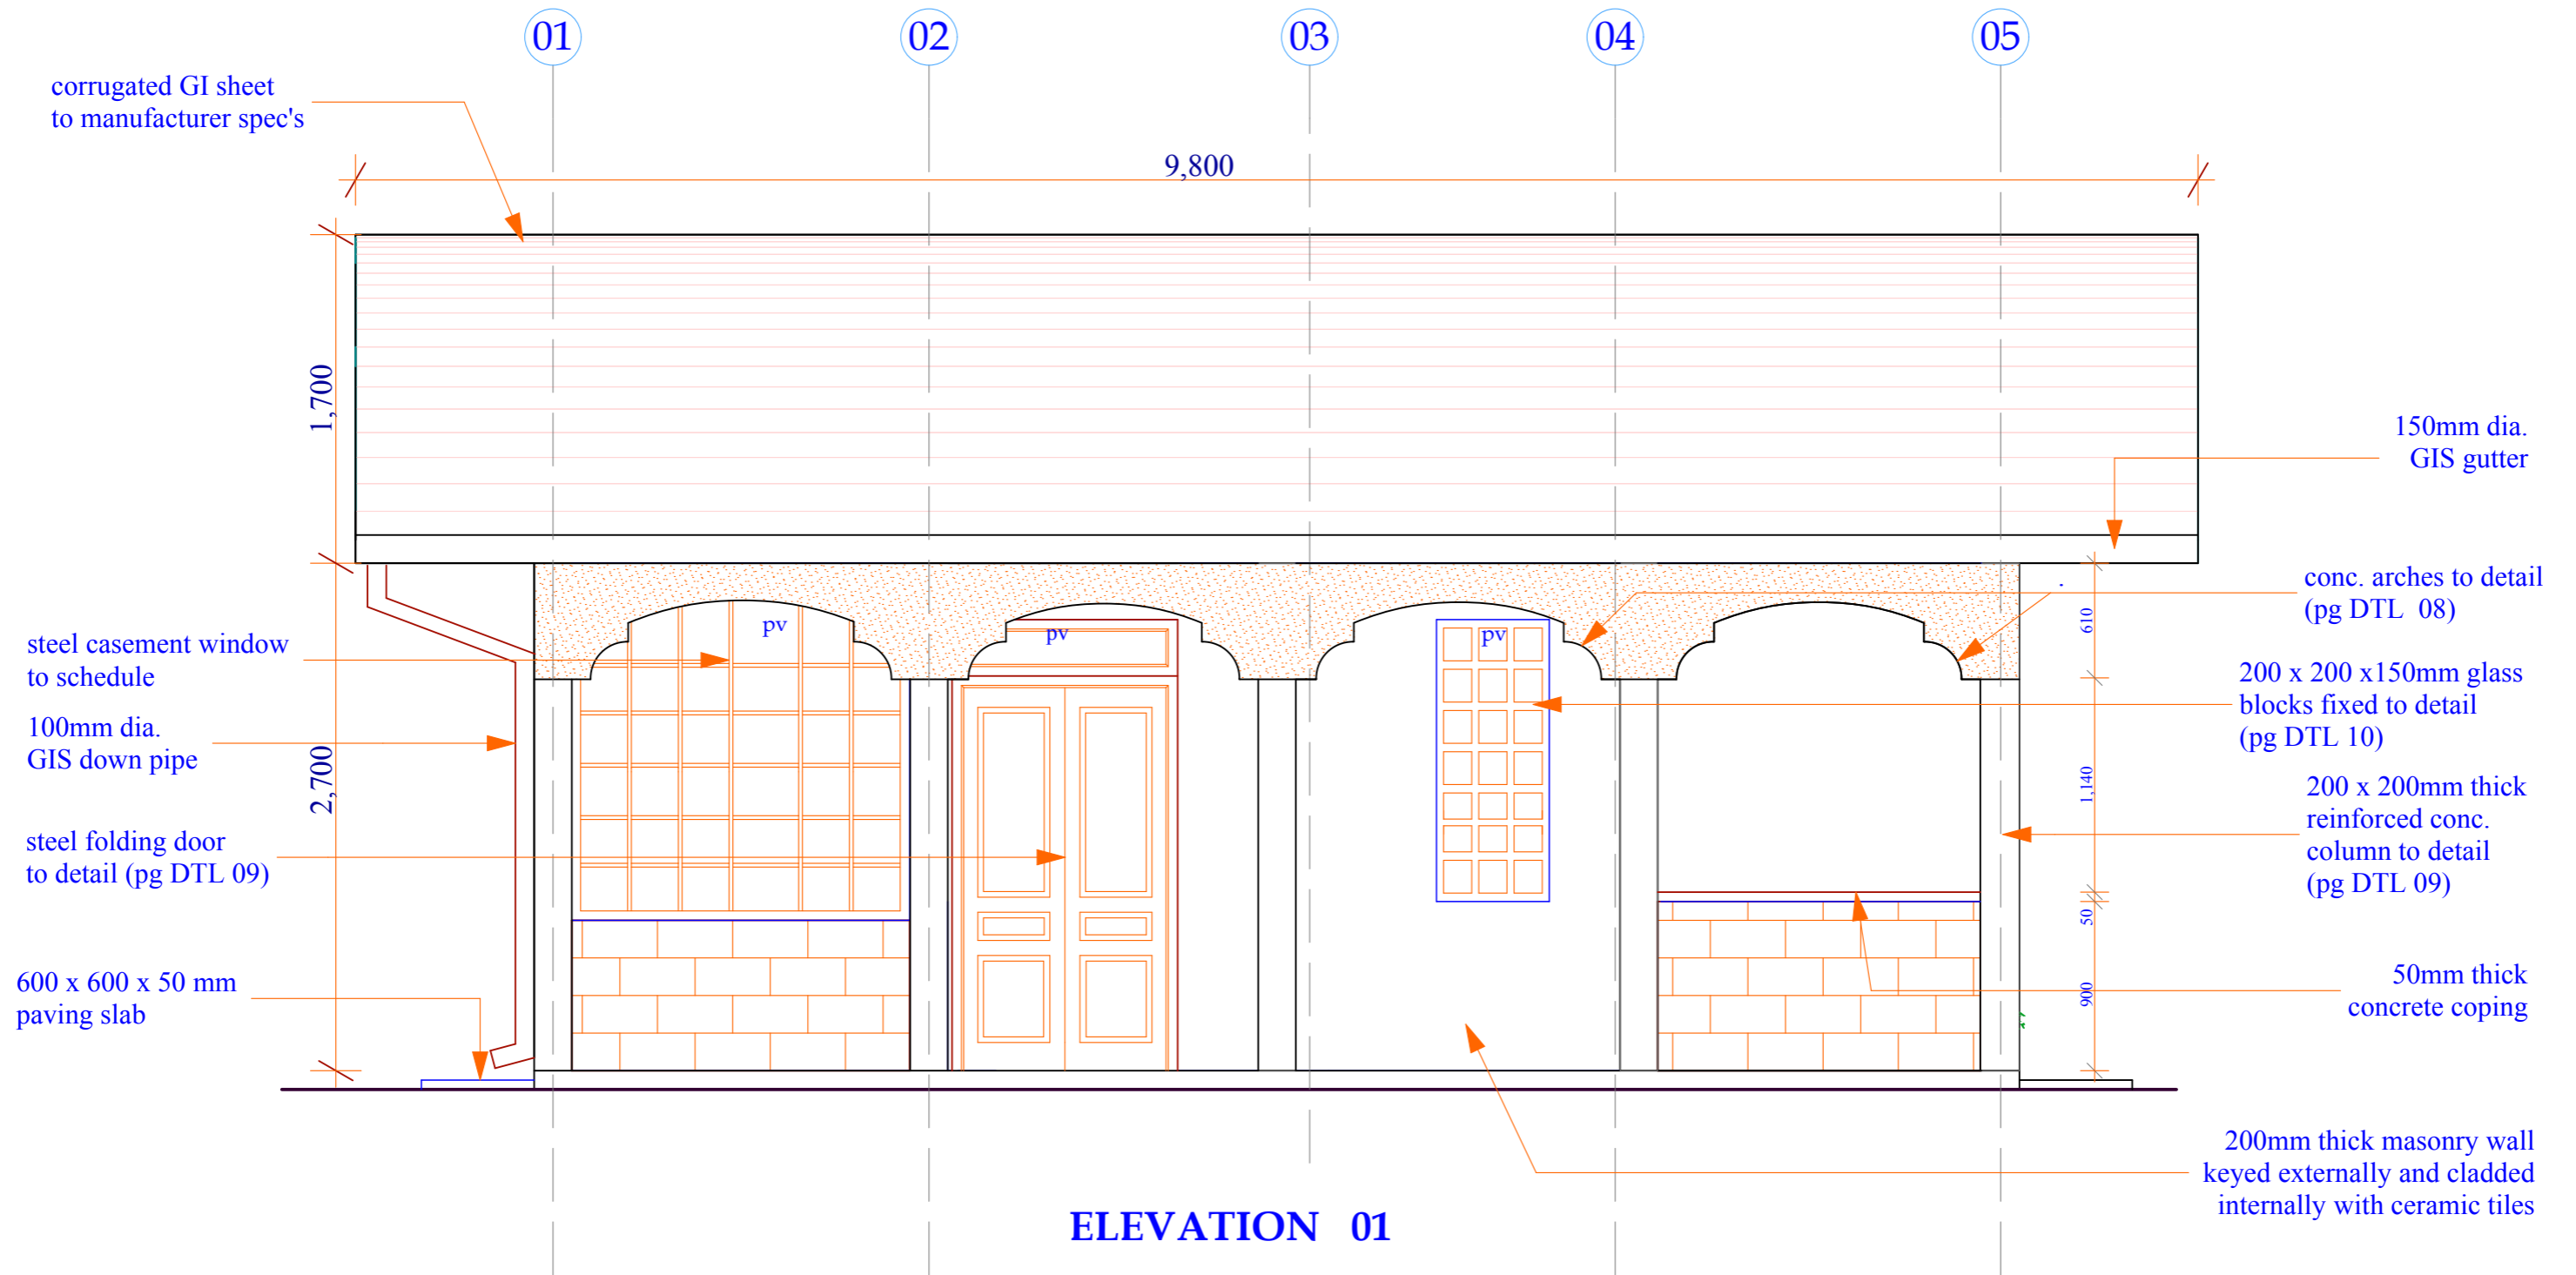 01
02
03
04
05
corrugated GI sheet
to manufacturer spec's
9,800
1,700
150mm dia.
GIS gutter
conc. arches to detail
(pg DTL 08)
610
pv
pv
pv
steel casement window
to schedule
200 x 200 x150mm glass
blocks fixed to detail
(pg DTL 10)
100mm dia.
GIS down pipe
2,700
1,140
200 x 200mm thick
reinforced conc.
column to detail
(pg DTL 09)
steel folding door
to detail (pg DTL 09)
50
600 x 600 x 50 mm
paving slab
900
50mm thick
concrete coping
200mm thick masonry wall
keyed externally and cladded
internally with ceramic tiles
ELEVATION 01